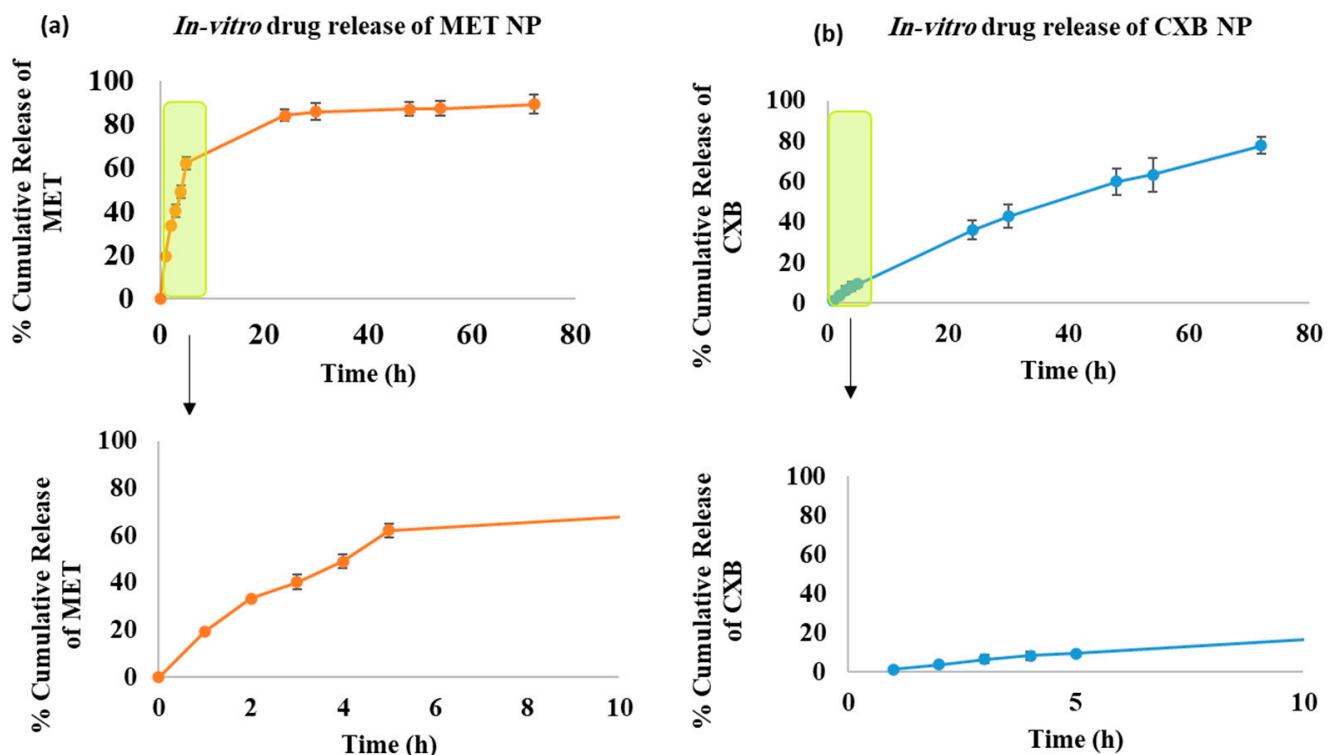 (a)
In-vitro drug release of MET NP
% Cumulative Release of
MET
100
80
60
40
20
0
0 20 40 60 80
Time (h)
% Cumulative Release
of MET
100
80
60
40
20
0
0 2 4 6 8 10
Time (h)
(b)
In-vitro drug release of CXB NP
% Cumulative Release of
CXB
100
80
60
40
20
0
0 20 40 60 80
Time (h)
% Cumulative Release
of CXB
100
80
60
40
20
0
0 5 10
Time (h)